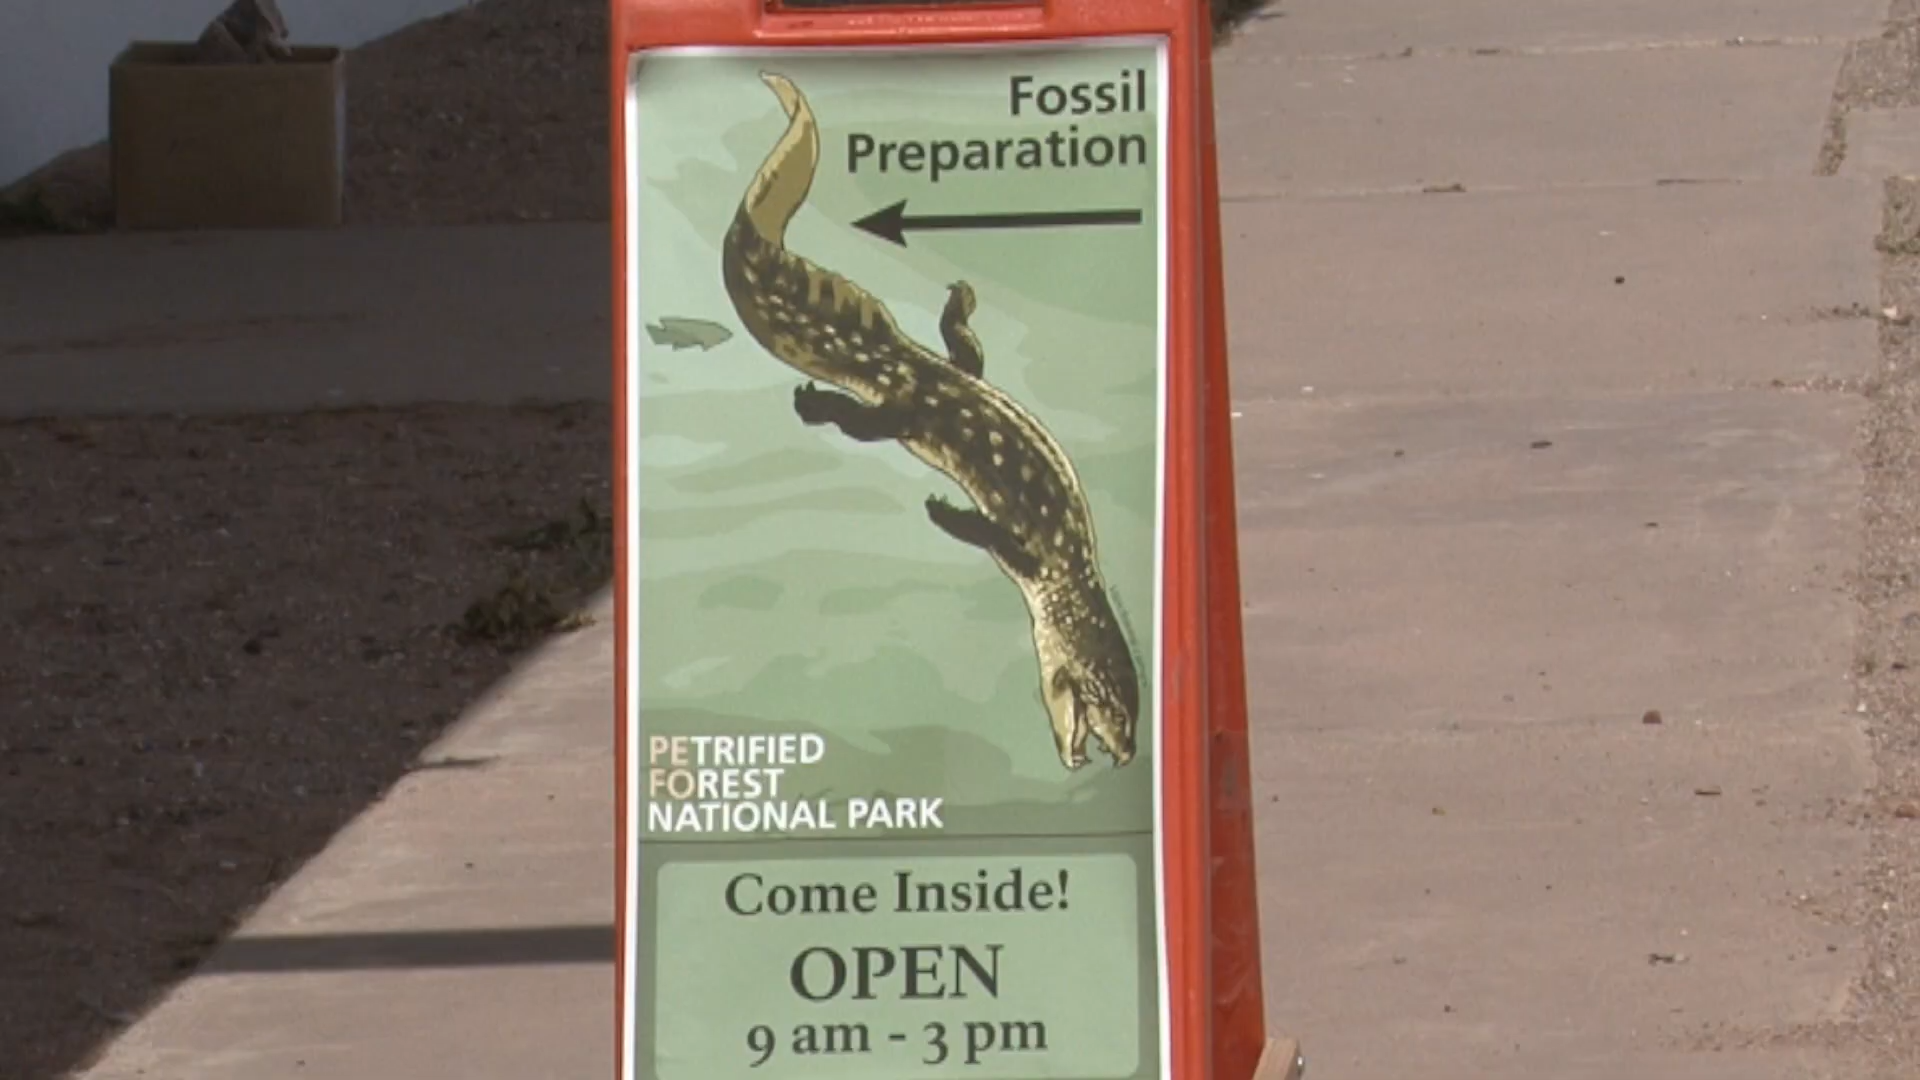 Fossil
Preparation
PETRIFIED
FOREST
NATIONAL PARK
Come Inside!
OPEN
9 am - 3 pm